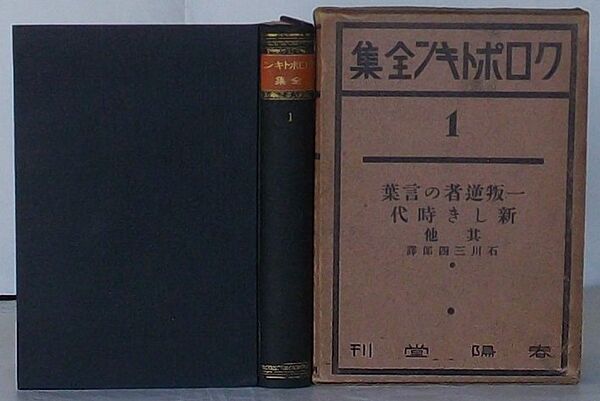 クロポトキン
全集
1
クロポトキン全集
1
一叛逆者の言葉
新しき時代
其他
石川三四郎譯
春陽堂刊